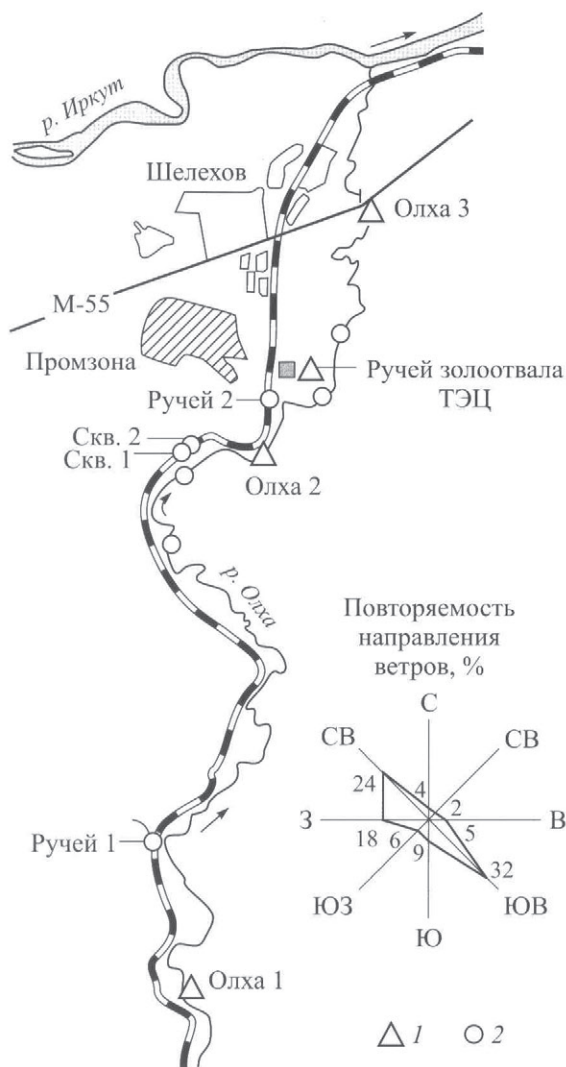 р. Иркут
Шелехов
Олха 3
М-55
Промзона
Ручей золоотвала
ТЭЦ
Ручей 2
Скв. 2
Скв. 1
Олха 2
р. Олха
Повторяемость
направления
ветров, %
С
СВ
СВ
24
4
2
З
В
18
6
9
5
32
ЮЗ
ЮВ
Ю
Ручей 1
Олха 1
1
2